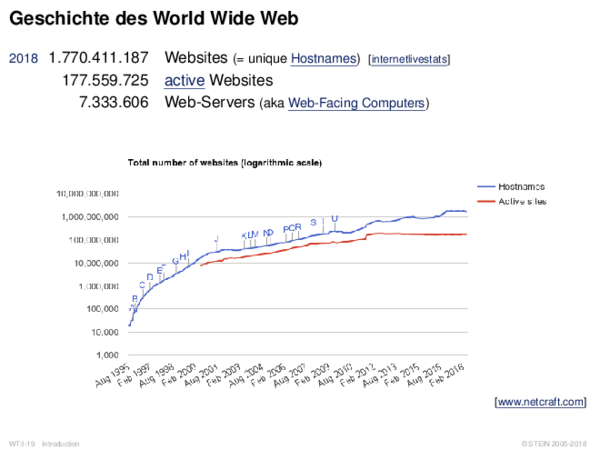 Geschichte des World Wide Web
2018 1.770.411.187 Websites (= unique Hostnames) [internetlivestats]
177.559.725 active Websites
7.333.606 Web-Servers (aka Web-Facing Computers)
Total number of websites (logarithmic scale)
Hostnames
Active sites
10,000,000,000
1,000,000,000
100,000,000
10,000,000
1,000,000
100,000
10,000
1,000
B
C
D
E
G
H
I
J
K L M
N O
P Q R
S
U
Aug 1995
Feb 1997
Aug 1998
Feb 2000
Aug 2001
Feb 2003
Aug 2004
Feb 2006
Aug 2007
Feb 2009
Aug 2010
Feb 2012
Aug 2013
Feb 2015
[www.netcraft.com]
WT:I-19 Introduction
© STEIN 2005-2018